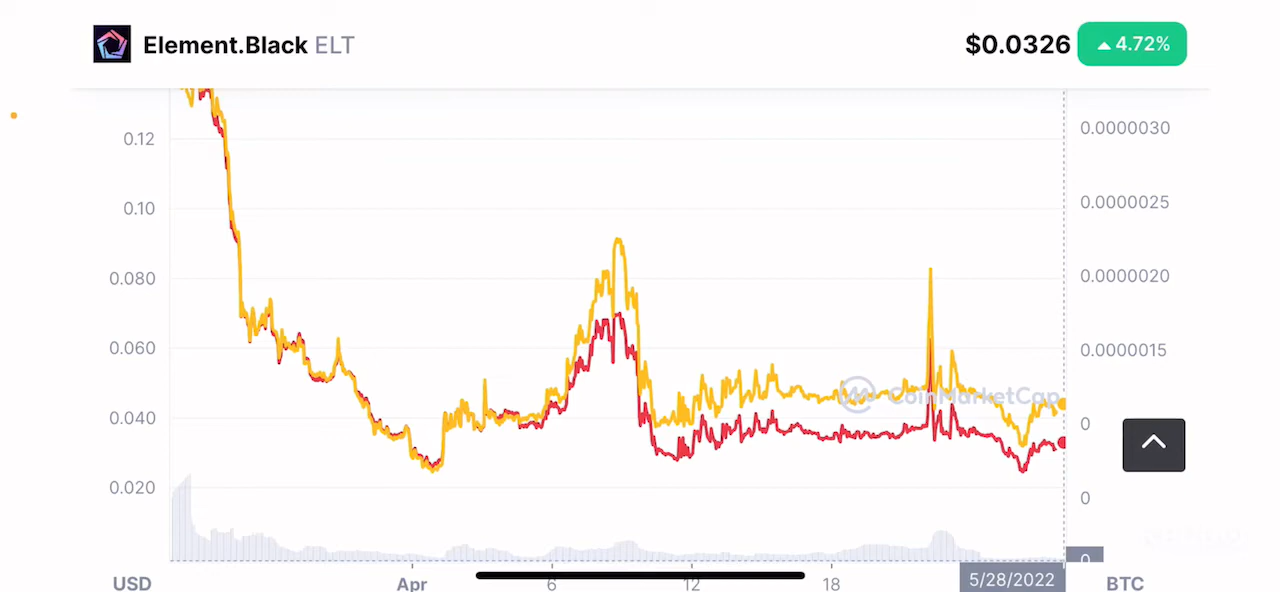 Element.Black ELT $0.0326 4.72%
0.12 0.0000030
0.10 0.0000025
0.080 0.0000020
0.060 0.0000015
CoinMarketCap
0.040 0
0.020 0
0
USD Apr 6 12 18 5/28/2022 BTC